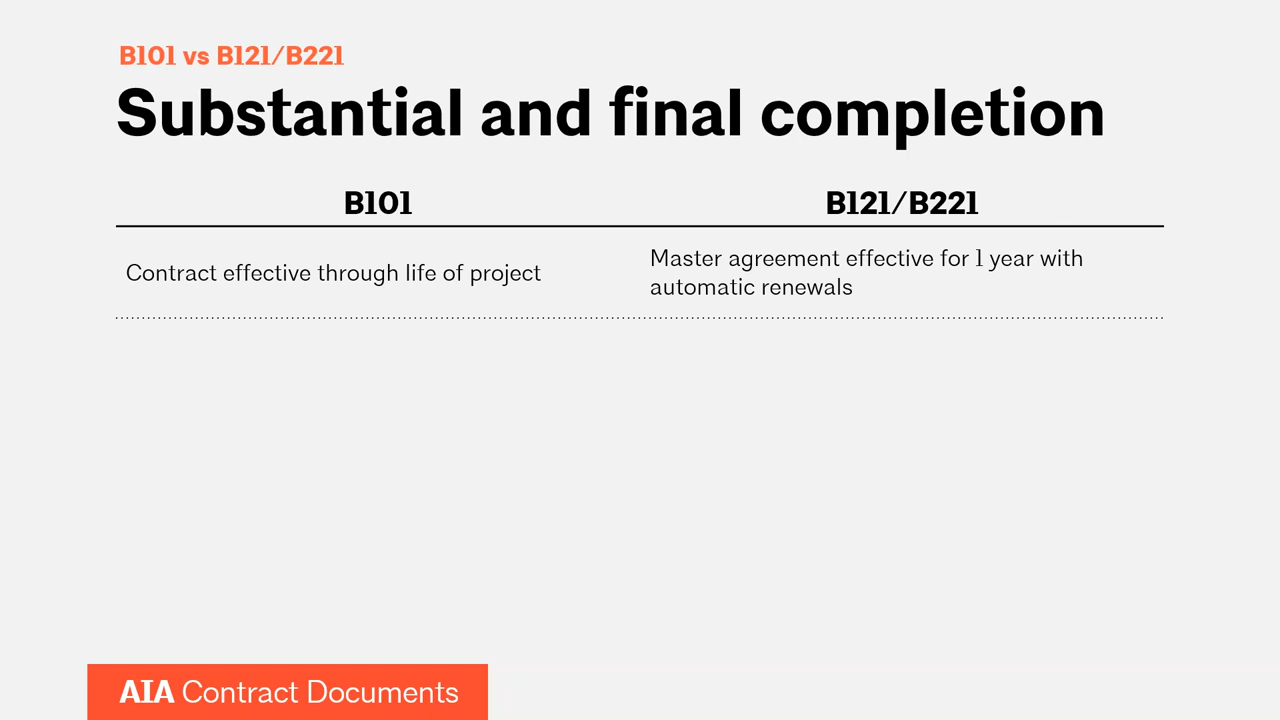 B101 vs B121/B221
Substantial and final completion
B101
B121/B221
Contract effective through life of project
Master agreement effective for 1 year with
automatic renewals
AIA Contract Documents